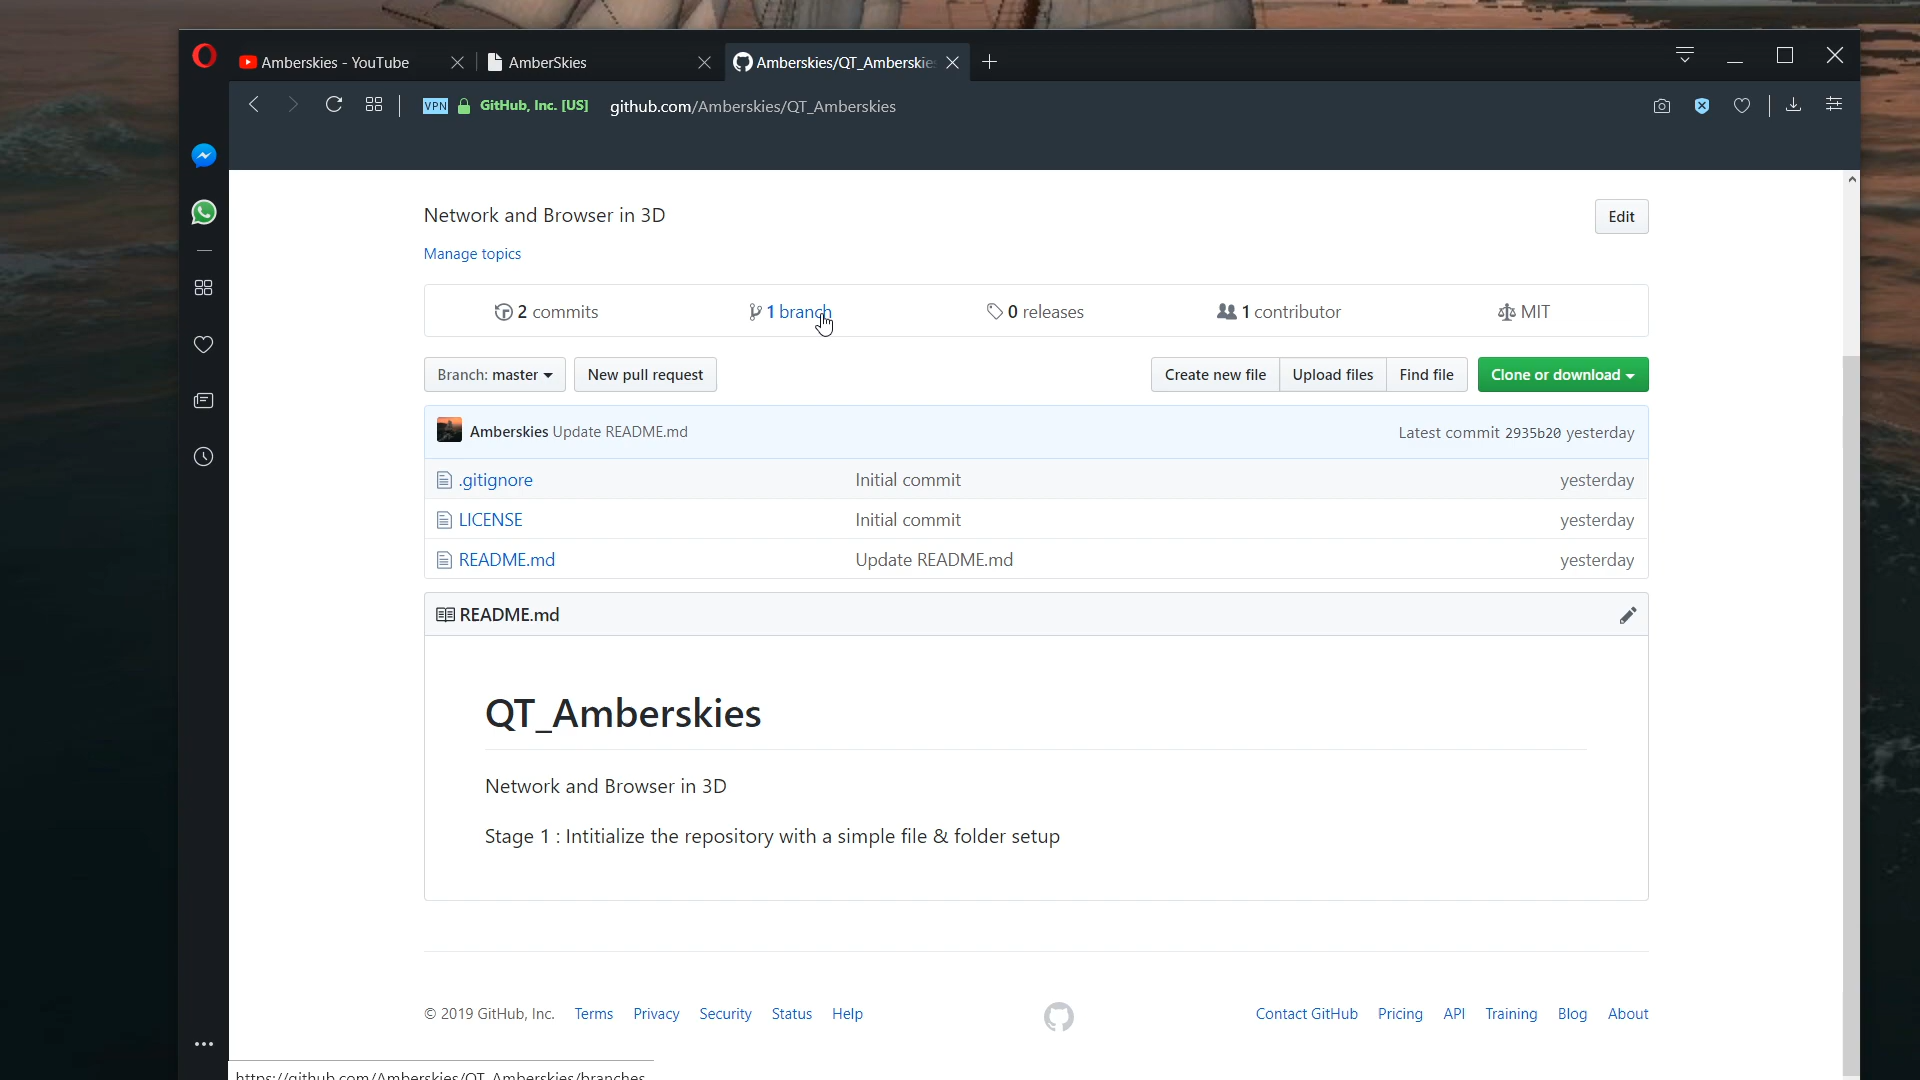 Amberskies - YouTube AmberSkies Amberskies/QT_Amberskie
VPN GitHub, Inc. [US] github.com/Amberskies/QT_Amberskies
Network and Browser in 3D Edit
Manage topics
2 commits 1 branch 0 releases 1 contributor MIT
Branch: master New pull request Create new file Upload files Find file Clone or download
Amberskies Update README.md Latest commit 2935b20 yesterday
.gitignore Initial commit yesterday
LICENSE Initial commit yesterday
README.md Update README.md yesterday
README.md
QT_Amberskies
Network and Browser in 3D
Stage 1 : Intitialize the repository with a simple file & folder setup
© 2019 GitHub, Inc. Terms Privacy Security Status Help Contact GitHub Pricing API Training Blog About
https://github.com/Amberskies/QT_Amberskies/branches